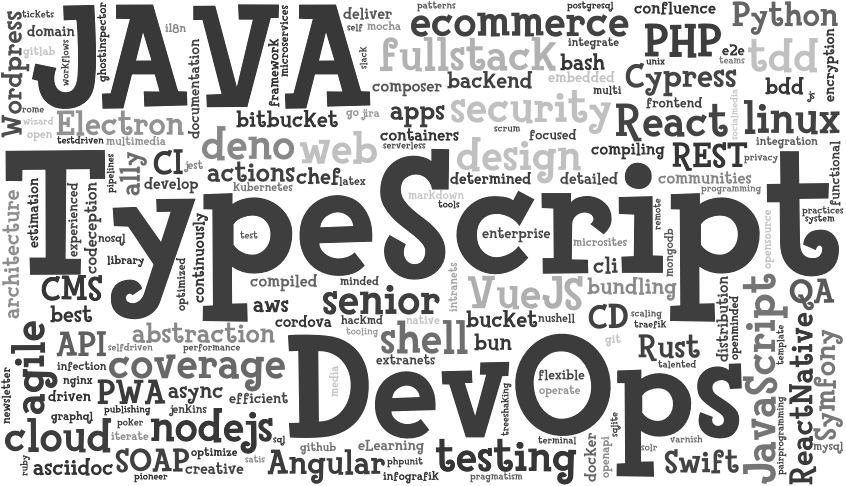 tickets
domain
gitlab
Wordpress
workflows
JAVA
ghostinspector
il8n
documentation
framework
microservices
deliver
self
mocha
slack
patterns
ecommerce
postgresql
integrate
confluence
Python
PHP
e2e
unix
teams
tdd
encryption
fullstack
bash
embedded
multi
Cypress
bdd
js
composer
backend
security
frontend
socialmedia
rome
wizard
open
Electron
testdriven
multimedia
bitbucket
go
jira
apps
containers
serverless
scrum
focused
React
linux
integration
compiling
REST
privacy
functional
pipelines
a11y
CI
jest
develop
deno
web
actions
chef
latex
Kubernetes
design
determined
detailed
communities
programming
practices
system
markdown
tools
TypeScript
architecture
estimation
experienced
codeception
nosql
library
optimized
continuously
test
enterprise
microsites
remote
mongodb
opensource
cli
CMS
best
compiled
minded
intranets
aws
senior
VueJS
bundling
QA
cordova
hackmd
native
tooling
bucket
nushell
CD
scaling
traefik
distribution
openminded
API
selfdriven
abstraction
performance
shell
extranets
bun
git
Rust
talented
JavaScript
template
ReactNative
Symfony
agile
infection
coverage
nginx
driven
PWA
async
efficient
DevOps
media
flexible
operate
newsletter
graphql
publishing
poker
jenkins
iterate
nodejs
sql
treeshaking
sqlite
pairprogramming
cloud
ruby
asciidoc
SOAP
pioneer
optimize
creative
satis
github
eLearning
Angular
phpunit
infografik
testing
terminal
pragmatism
docker
openapi
solr
varnish
Swift
mysql